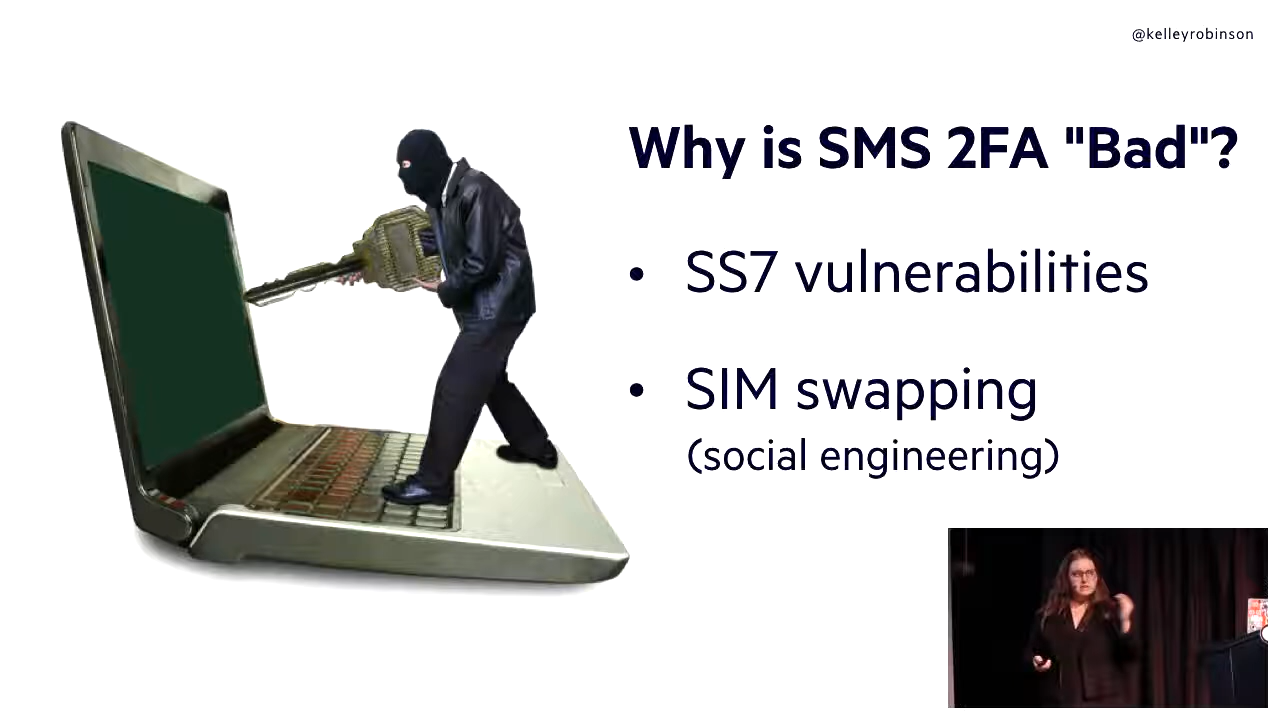 @kelleyrobinson
Why is SMS 2FA "Bad"?
• SS7 vulnerabilities
• SIM swapping
(social engineering)